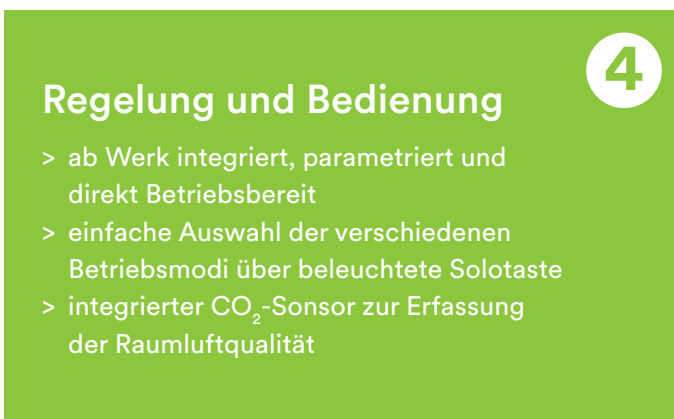 4
Regelung und Bedienung
> ab Werk integriert, parametriert und
direkt Betriebsbereit
> einfache Auswahl der verschiedenen
Betriebsmodi über beleuchtete Solotaste
> integrierter CO₂-Sonsor zur Erfassung
der Raumluftqualität